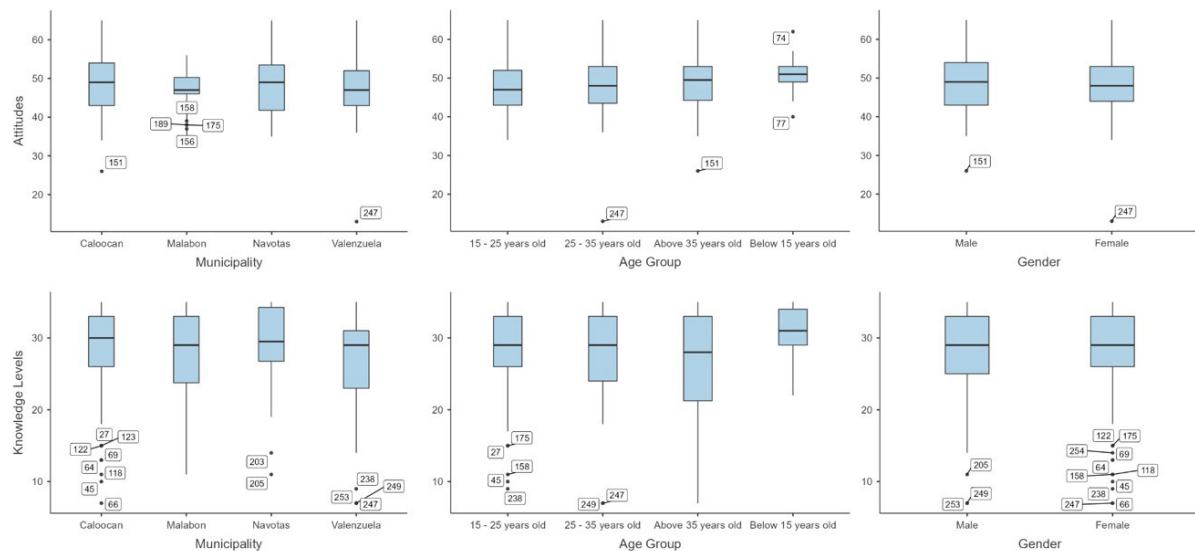 Attitudes
60
50
40
30
20
151
158
189
175
156
247
Caloocan
Malabon
Navotas
Valenzuela
Municipality
60
50
40
30
20
74
77
151
247
15 - 25 years old
25 - 35 years old
Above 35 years old
Below 15 years old
Age Group
60
50
40
30
20
151
247
Male
Female
Gender
Knowledge Levels
30
20
10
27
123
122
69
64
118
45
66
203
205
238
253
249
247
Caloocan
Malabon
Navotas
Valenzuela
Municipality
30
20
10
175
27
158
45
238
247
249
15 - 25 years old
25 - 35 years old
Above 35 years old
Below 15 years old
Age Group
30
20
10
205
249
253
122
175
254
69
64
118
158
45
238
247
66
Male
Female
Gender